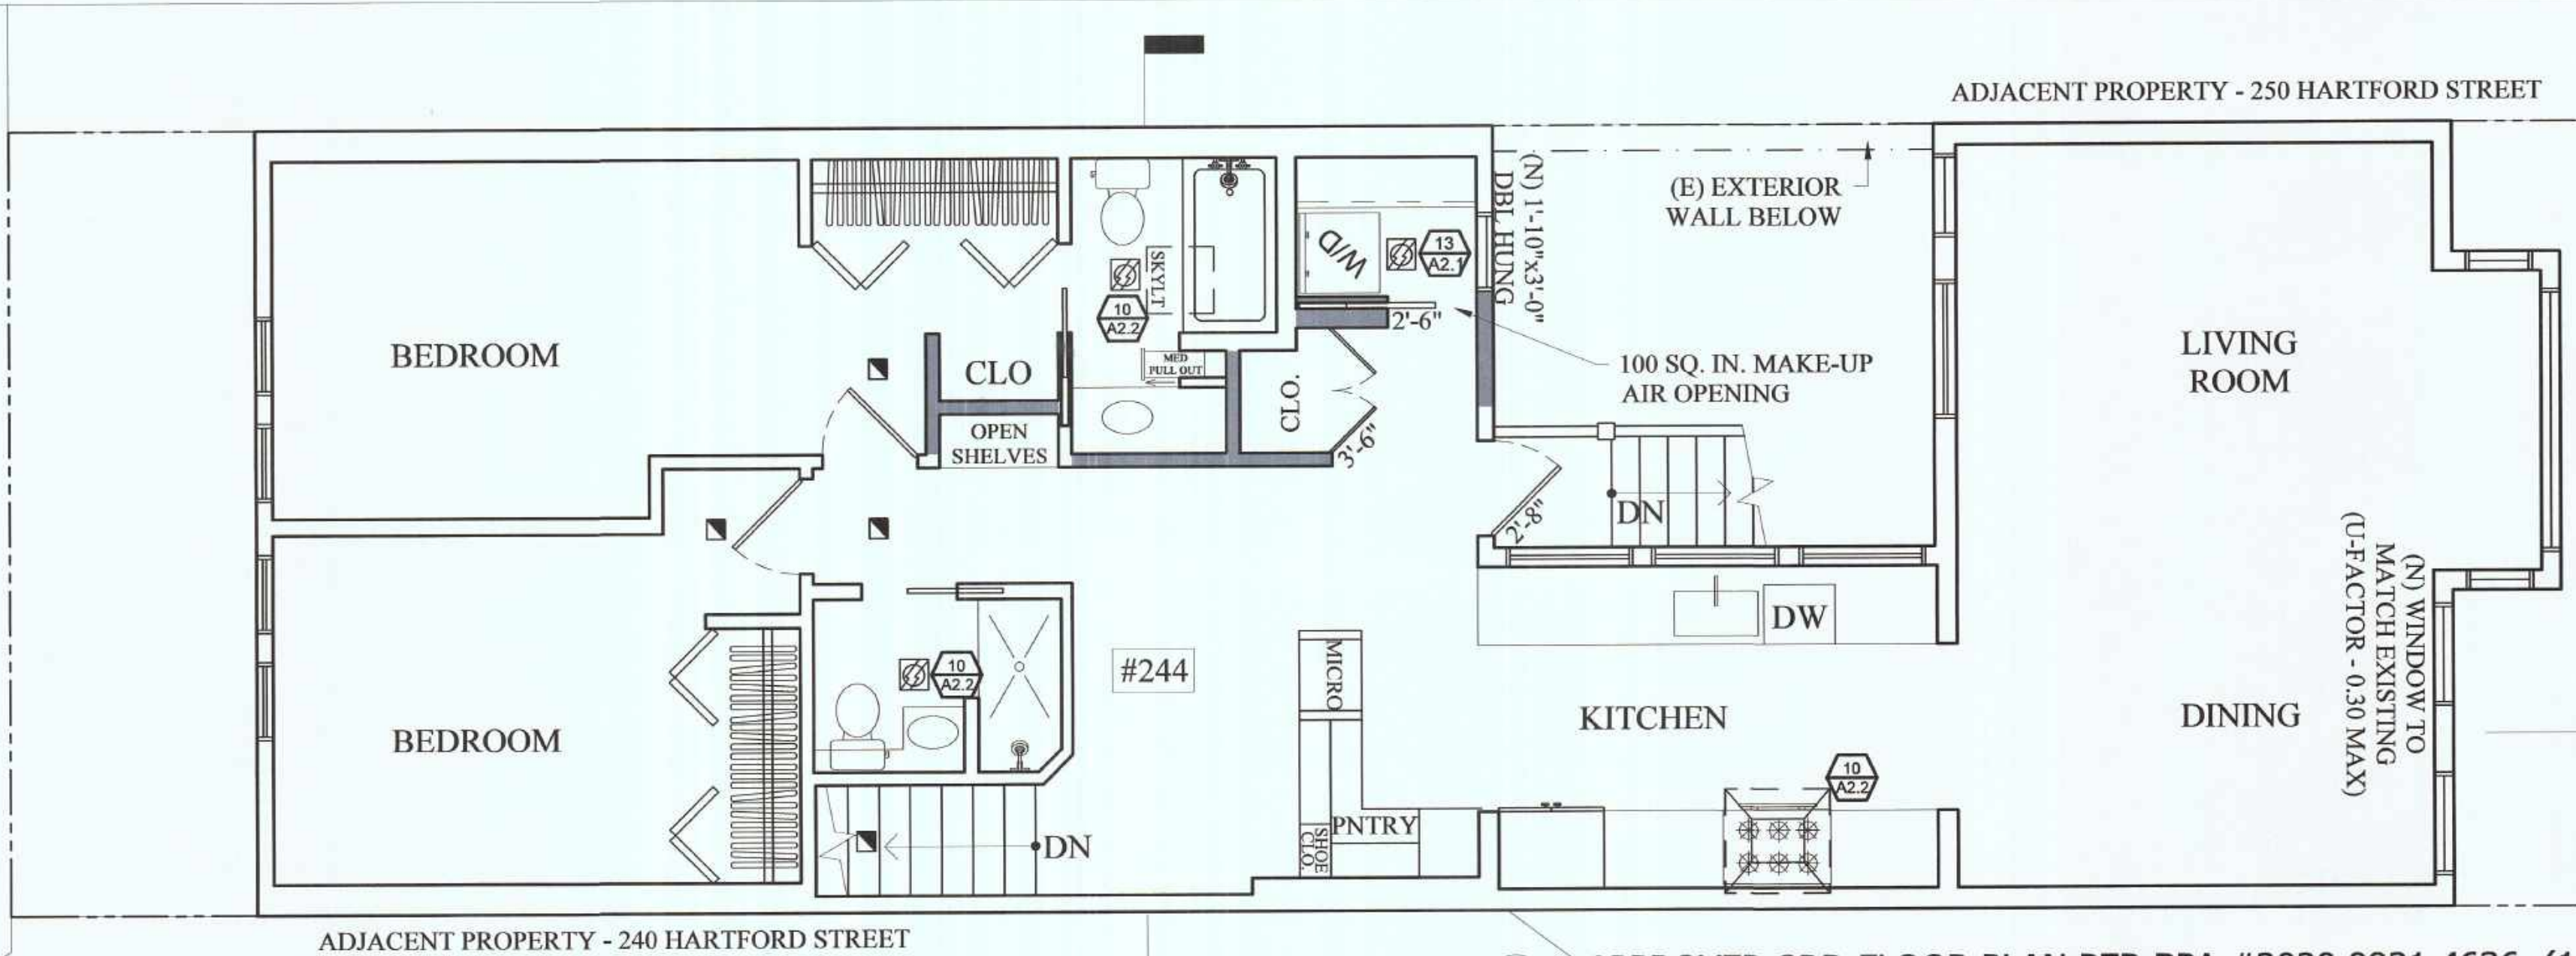 ADJACENT PROPERTY - 250 HARTFORD STREET
(E) EXTERIOR
WALL BELOW
(N) 1'-10"x3'-0"
DBL HUNG
W/D
13
A2.1
SKYLT
10
A2.2
2'-6"
BEDROOM
CLO
MED
PULL OUT
CLO.
3'-6"
100 SQ. IN. MAKE-UP
AIR OPENING
LIVING
ROOM
OPEN
SHELVES
2'-8"
DN
(N) WINDOW TO
MATCH EXISTING
(U-FACTOR - 0.30 MAX)
DW
10
A2.2
#244
MICRO
BEDROOM
KITCHEN
DINING
10
A2.2
PNTRY
SHOE
CLO.
DN
ADJACENT PROPERTY - 240 HARTFORD STREET